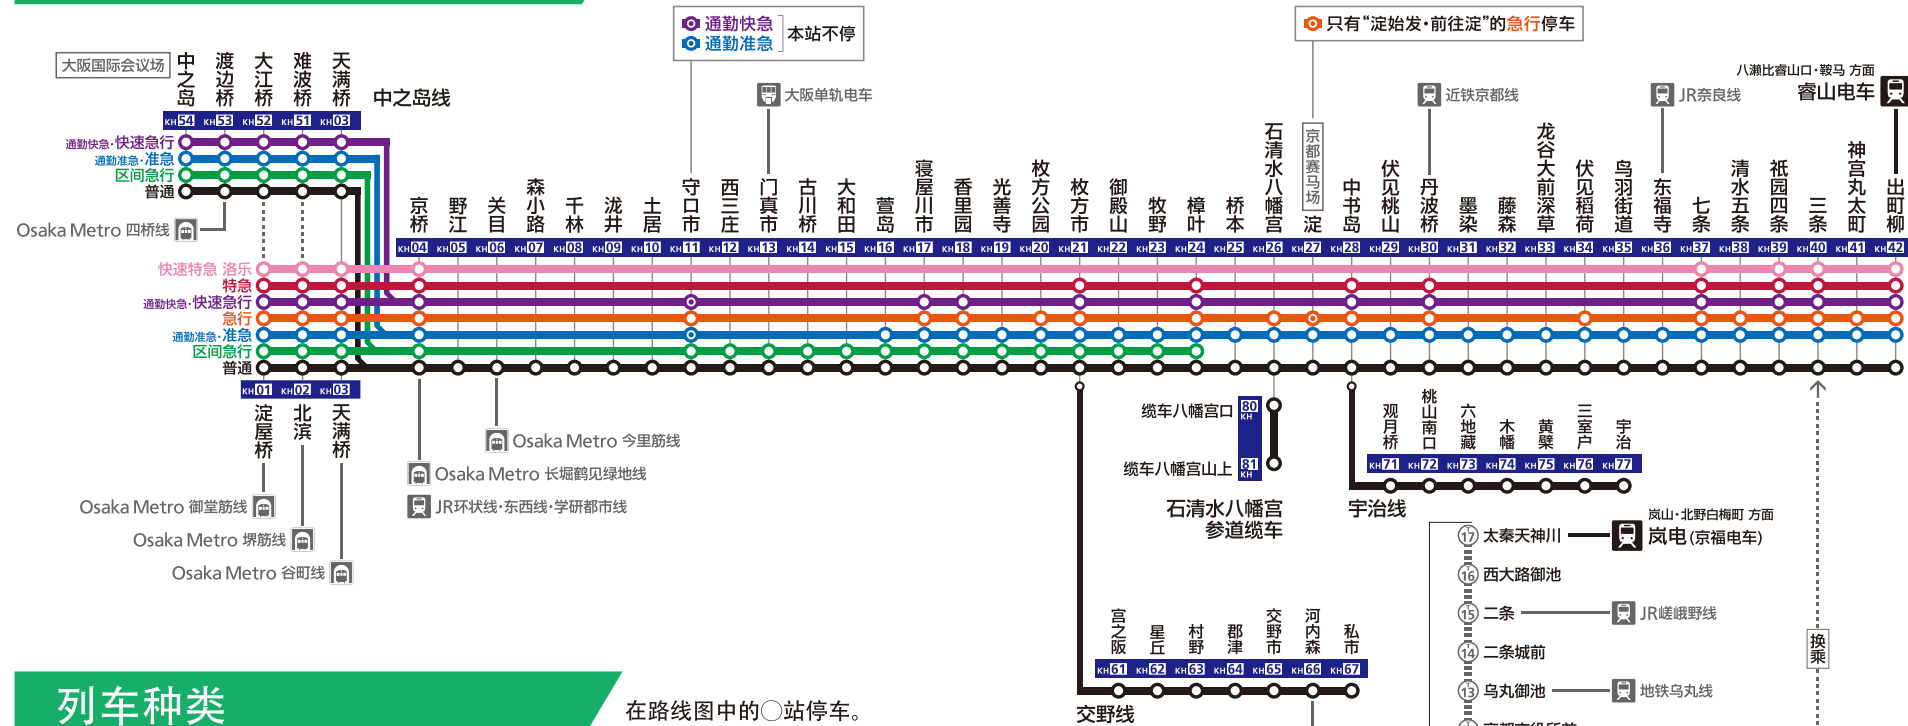 通勤快急
通勤准急
本站不停
只有“淀始发·前往淀”的急行停车
大阪国际会议场
中之岛
渡边桥
大江桥
难波桥
天满桥
中之岛线
KH54 KH53 KH52 KH51 KH03
通勤快急·快速急行
通勤准急·准急
区间急行
普通
Osaka Metro 四桥线
大阪单轨电车
近铁京都线
JR奈良线
八濑比睿山口·鞍马 方面
睿山电车
京桥
野江
关目
森小路
千林
泷井
土居
守口市
西三庄
门真市
古川桥
大和田
萱岛
寝屋川市
香里园
光善寺
枚方公园
枚方市
御殿山
牧野
樟叶
桥本
石清水八幡宫
京都赛马场
淀
中书岛
伏见桃山
丹波桥
墨染
藤森
龙谷大前深草
伏见稻荷
鸟羽街道
东福寺
七条
清水五条
祇园四条
三条
神宫丸太町
出町柳
KH04 KH05 KH06 KH07 KH08 KH09 KH10 KH11 KH12 KH13 KH14 KH15 KH16 KH17 KH18 KH19 KH20 KH21 KH22 KH23 KH24 KH25 KH26 KH27 KH28 KH29 KH30 KH31 KH32 KH33 KH34 KH35 KH36 KH37 KH38 KH39 KH40 KH41 KH42
快速特急 洛乐
特急
通勤快急·快速急行
急行
通勤准急·准急
区间急行
普通
KH01 KH02 KH03
淀屋桥
北滨
天满桥
Osaka Metro 今里筋线
Osaka Metro 长堀鹤见绿地线
JR环状线·东西线·学研都市线
Osaka Metro 御堂筋线
Osaka Metro 堺筋线
Osaka Metro 谷町线
缆车八幡宫口
80 KH
缆车八幡宫山上
81 KH
石清水八幡宫
参道缆车
观月桥
桃山南口
六地藏
木幡
黄檗
三室户
宇治
KH71 KH72 KH73 KH74 KH75 KH76 KH77
宇治线
17 太秦天神川
岚山·北野白梅町 方面
岚电(京福电车)
16 西大路御池
15 二条
JR嵯峨野线
14 二条城前
13 乌丸御池
地铁乌丸线
换乘
宫之阪
星丘
村野
郡津
交野市
河内森
私市
KH61 KH62 KH63 KH64 KH65 KH66 KH67
交野线
列车种类
在路线图中的◯站停车。